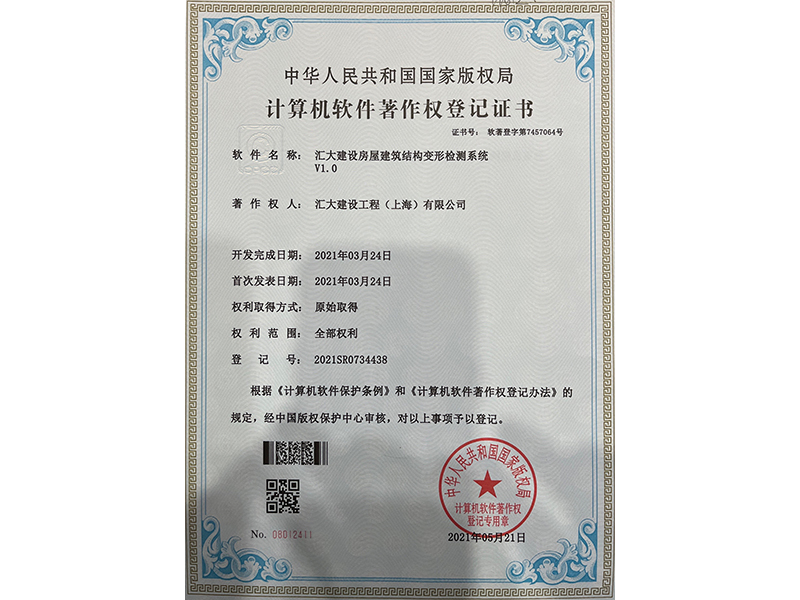 中华人民共和国国家版权局
计算机软件著作权登记证书
证书号： 软著登字第7457064号
软件名称： 汇大建设房屋建筑结构变形检测系统
V1.0
著作权人： 汇大建设工程（上海）有限公司
开发完成日期： 2021年03月24日
首次发表日期： 2021年03月24日
权利取得方式： 原始取得
权利范围： 全部权利
登记号： 2021SR0734438
根据《计算机软件保护条例》和《计算机软件著作权登记办法》的
规定，经中国版权保护中心审核，对以上事项予以登记。
中华人民共和国国家版权局
计算机软件著作权
登记专用章
No. 08012411
2021年05月21日